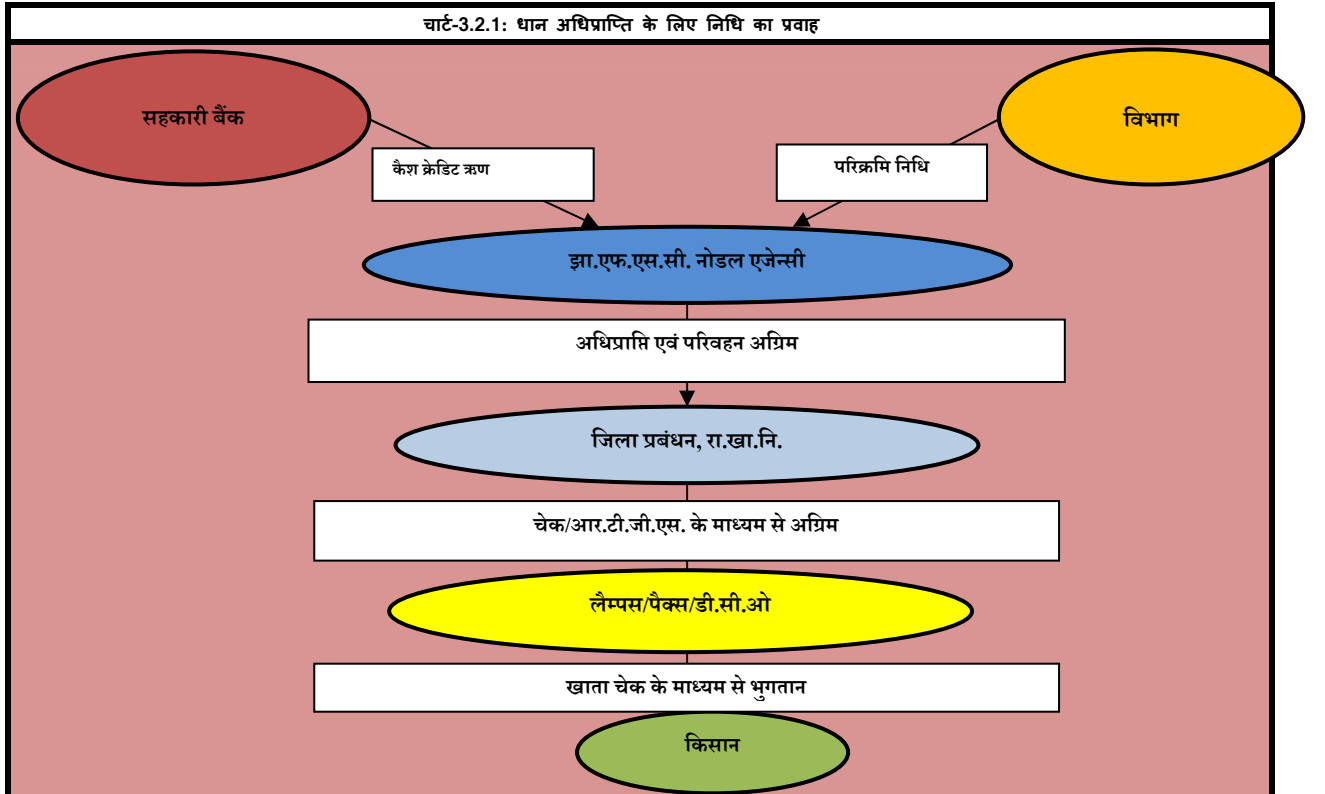 चार्ट-3.2.1: धान अधिप्राप्ति के लिए निधि का प्रवाह
सहकारी बैंक
विभाग
कैश क्रेडिट ऋण
परिक्रमि निधि
झा.एफ.एस.सी. नोडल एजेन्सी
अधिप्राप्ति एवं परिवहन अग्रिम
जिला प्रबंधन, रा.खा.नि.
चेक/आर.टी.जी.एस. के माध्यम से अग्रिम
लैम्पस/पैक्स/डी.सी.ओ
खाता चेक के माध्यम से भुगतान
किसान